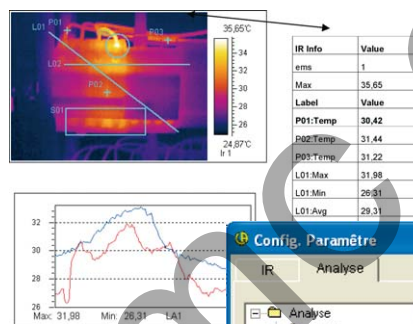 35,65°C
P01
L01
P03
34
32
L02
30
P02
28
S01
26
24,87°C
Ir 1
IR Info Value
ems 1
Max 35,65
Label Value
P01:Temp 30,42
P02:Temp 31,44
P03:Temp 31,22
L01:Max 31,98
L01:Min 26,31
L01:Avg 29,31
32
30
28
26
Max: 31,98 Min: 26,31 LA1
Config. Paramêtre
IR Analyse
Analyse